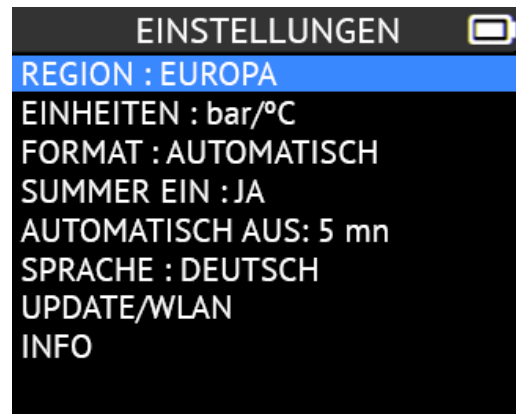 EINSTELLUNGEN
REGION : EUROPA
EINHEITEN : bar/ºC
FORMAT : AUTOMATISCH
SUMMER EIN : JA
AUTOMATISCH AUS: 5 mn
SPRACHE : DEUTSCH
UPDATE/WLAN
INFO